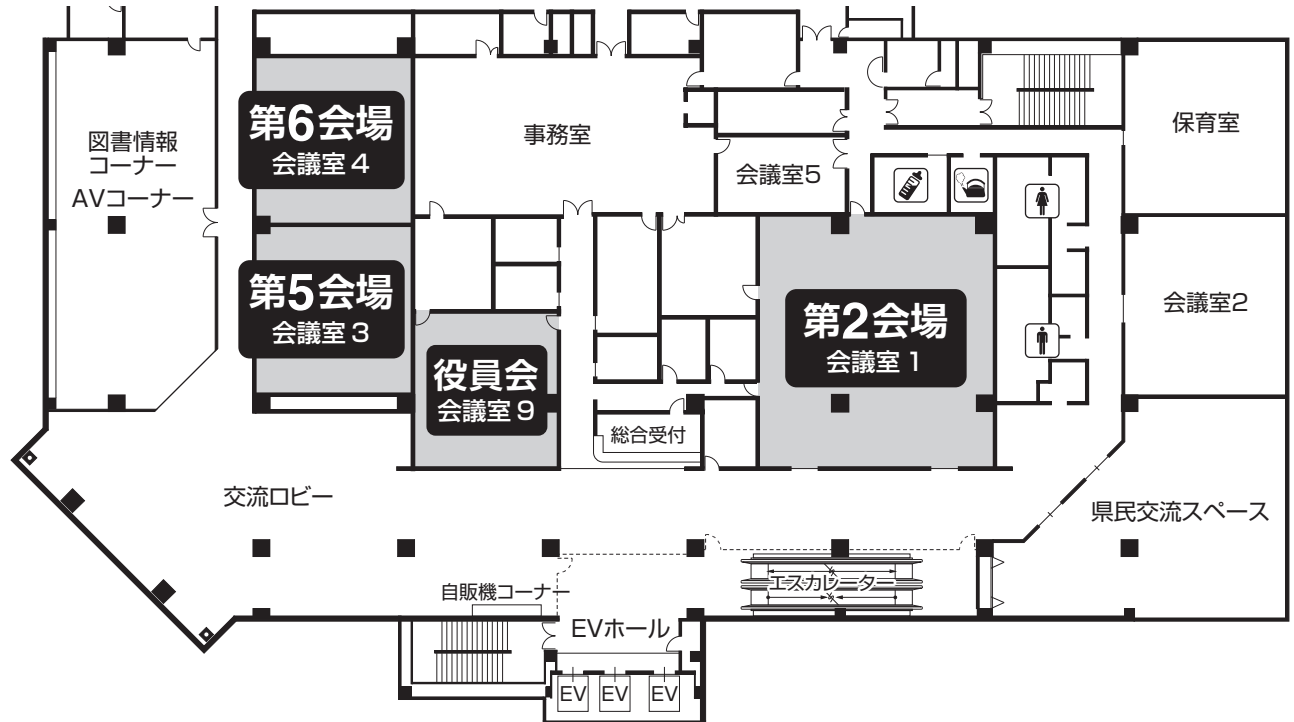 図書情報
コーナー
AVコーナー
第6会場
会議室 4
事務室
会議室5
保育室
第5会場
会議室 3
役員会
会議室 9
第2会場
会議室 1
会議室2
総合受付
交流ロビー
県民交流スペース
自販機コーナー
エスカレーター
EVホール
EV
EV
EV